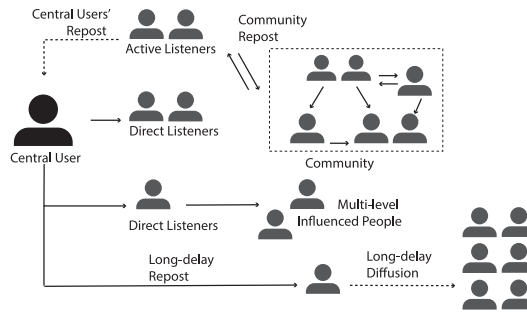 Central Users'
Repost
Active Listeners
Community
Repost
Direct Listeners
Central User
Community
Direct Listeners
Multi-level
Influenced People
Long-delay
Repost
Long-delay
Diffusion